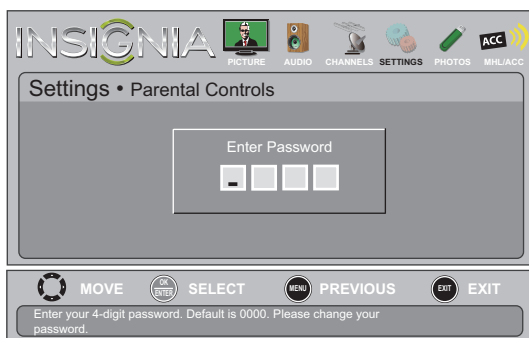 INSIGNIA
PICTURE AUDIO CHANNELS SETTINGS PHOTOS MHL/ACC
ACC
Settings • Parental Controls
Enter Password
MOVE OK ENTER SELECT MENU PREVIOUS EXIT EXIT
Enter your 4-digit password. Default is 0000. Please change your
password.